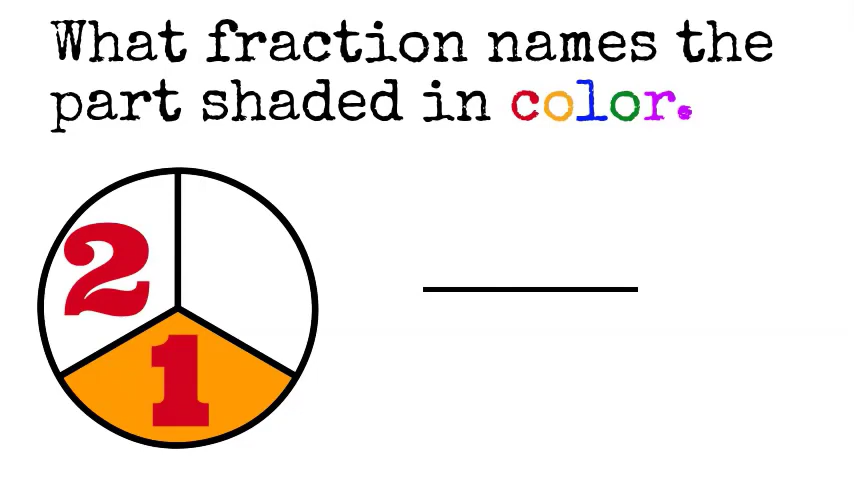 What fraction names the
part shaded in color.
2
1